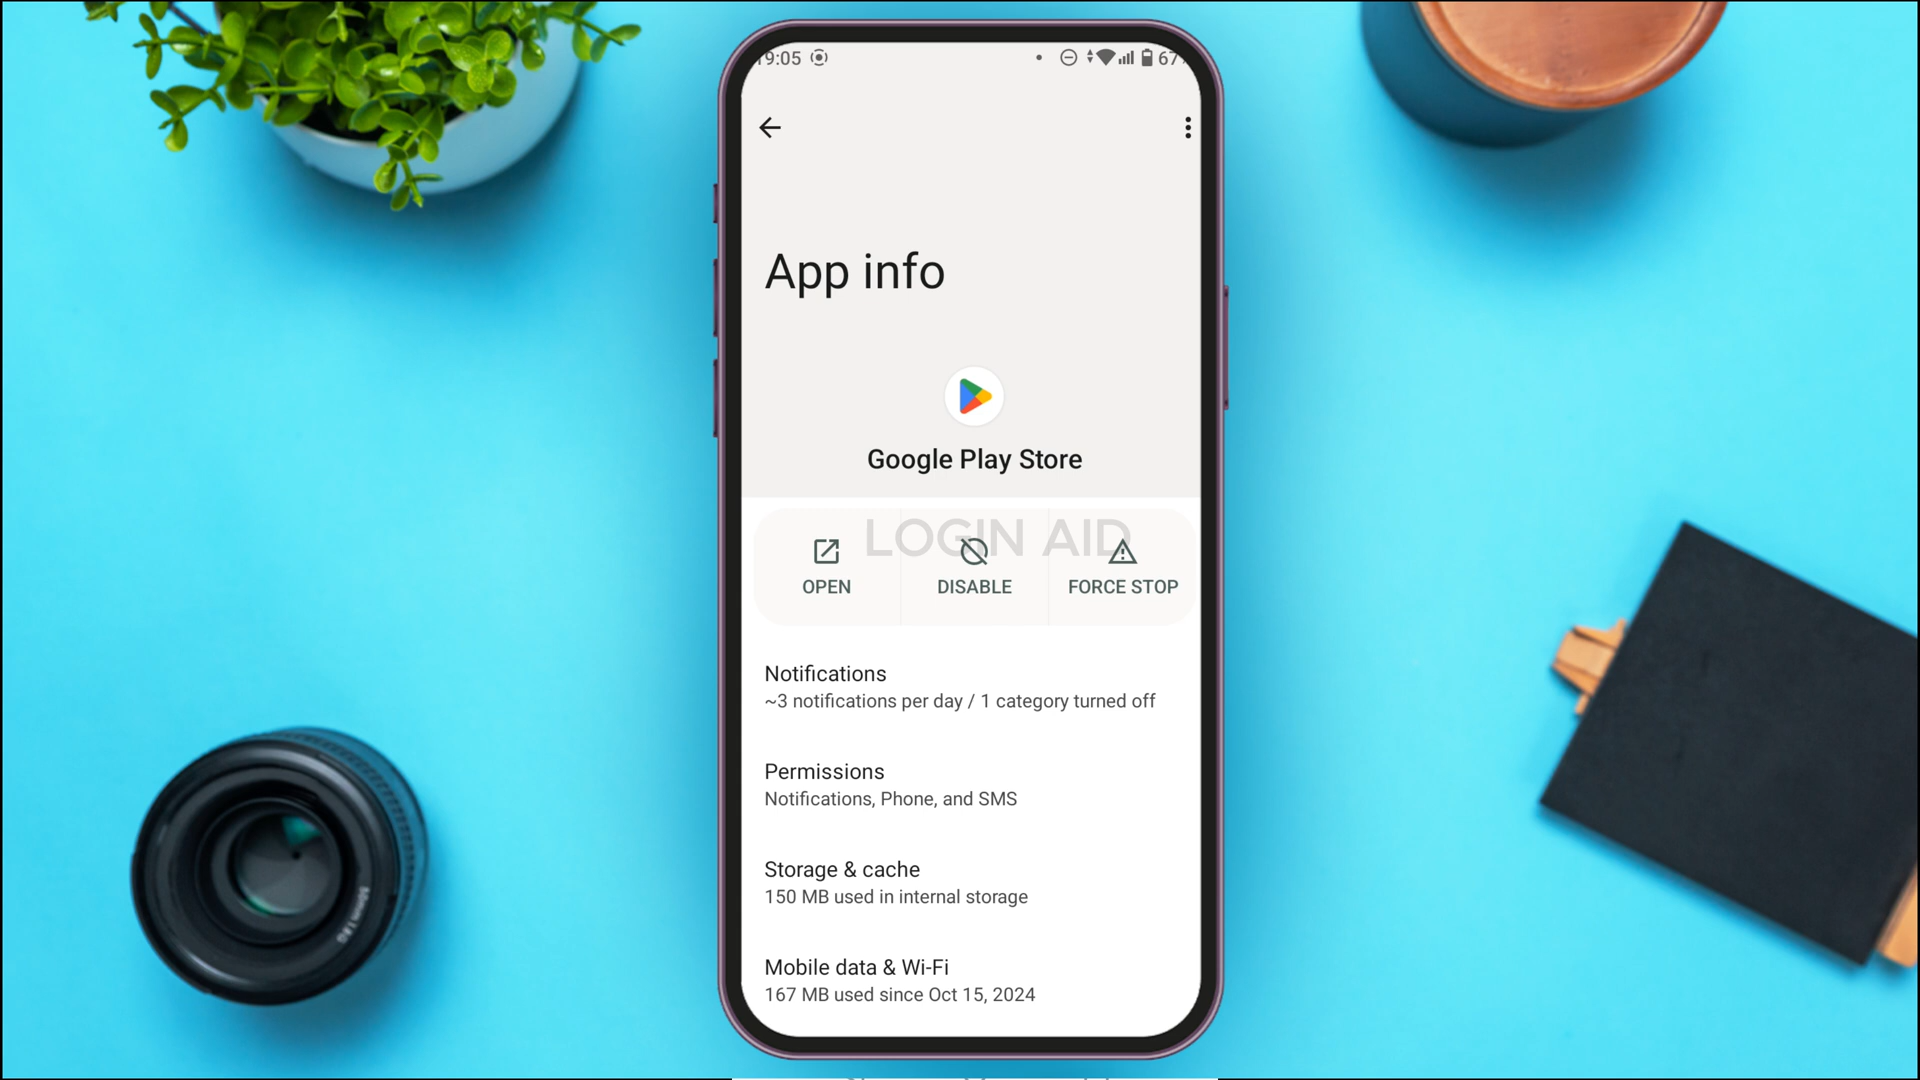 19:05 67
App info
Google Play Store
LOGIN AID
OPEN DISABLE FORCE STOP
Notifications
~3 notifications per day / 1 category turned off
Permissions
Notifications, Phone, and SMS
Storage & cache
150 MB used in internal storage
Mobile data & Wi-Fi
167 MB used since Oct 15, 2024